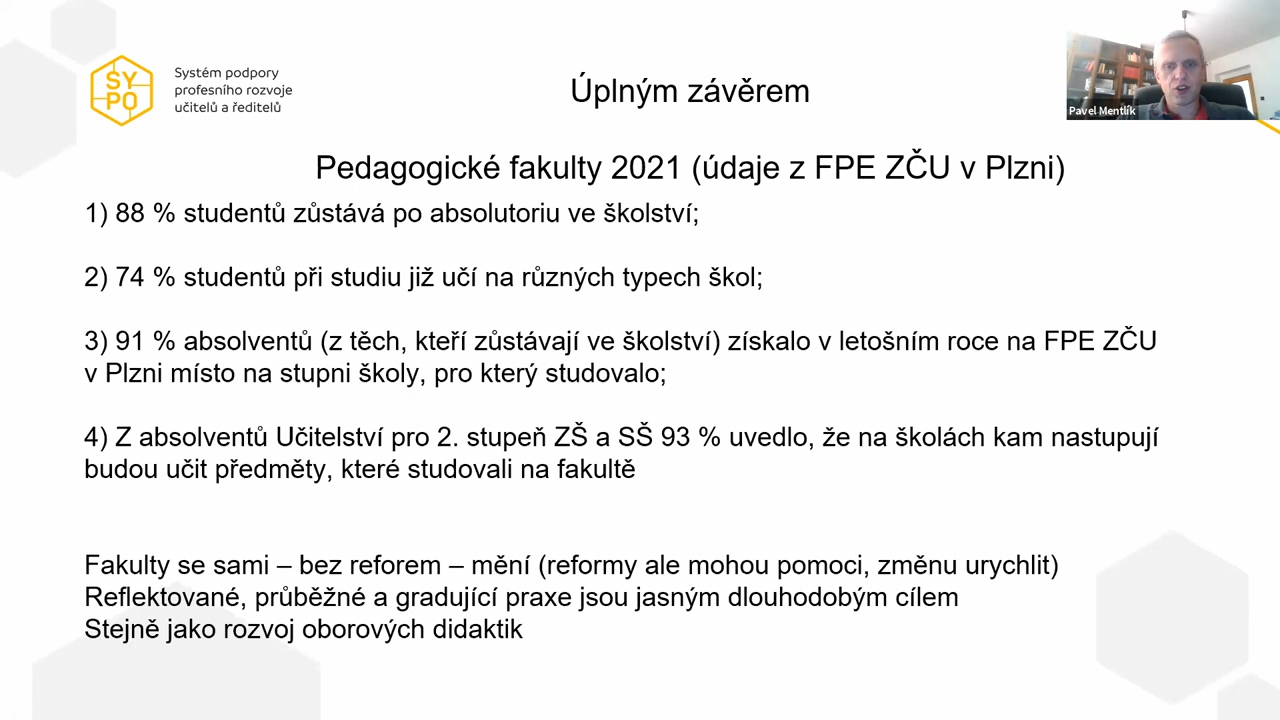 SYPO
Systém podpory
profesního rozvoje
učitelů a ředitelů
Úplným závěrem
Pavel Mentlík
Pedagogické fakulty 2021 (údaje z FPE ZČU v Plzni)
1) 88 % studentů zůstává po absolutoriu ve školství;
2) 74 % studentů při studiu již učí na různých typech škol;
3) 91 % absolventů (z těch, kteří zůstávají ve školství) získalo v letošním roce na FPE ZČU
v Plzni místo na stupni školy, pro který studovalo;
4) Z absolventů Učitelství pro 2. stupeň ZŠ a SŠ 93 % uvedlo, že na školách kam nastupují
budou učit předměty, které studovali na fakultě
Fakulty se sami – bez reforem – mění (reformy ale mohou pomoci, změnu urychlit)
Reflektované, průběžné a gradující praxe jsou jasným dlouhodobým cílem
Stejně jako rozvoj oborových didaktik